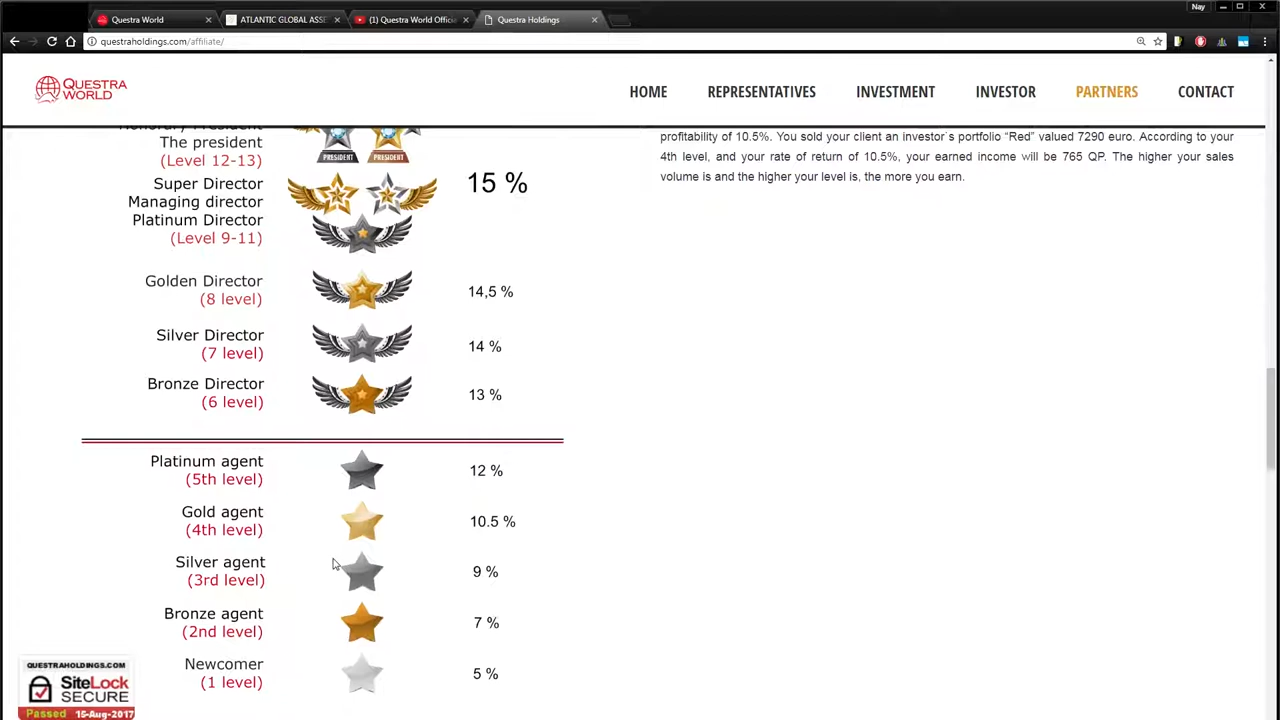 Nay
Questra World
ATLANTIC GLOBAL ASSE
(1) Questra World Offici
Questra Holdings
questraholdings.com/affiliate/
QUESTRA
WORLD
HOME
REPRESENTATIVES
INVESTMENT
INVESTOR
PARTNERS
CONTACT
Honorary President
The president
(Level 12-13)
PRESIDENT
PRESIDENT
Super Director
Managing director
Platinum Director
(Level 9-11)
15 %
Golden Director
(8 level)
14,5 %
Silver Director
(7 level)
14 %
Bronze Director
(6 level)
13 %
Platinum agent
(5th level)
12 %
Gold agent
(4th level)
10.5 %
Silver agent
(3rd level)
9 %
Bronze agent
(2nd level)
7 %
Newcomer
(1 level)
5 %
profitability of 10.5%. You sold your client an investor`s portfolio “Red” valued 7290 euro. According to your
4th level, and your rate of return of 10.5%, your earned income will be 765 QP. The higher your sales
volume is and the higher your level is, the more you earn.
QUESTRAHOLDINGS.COM
SiteLock
SECURE
Passed 15-Aug-2017